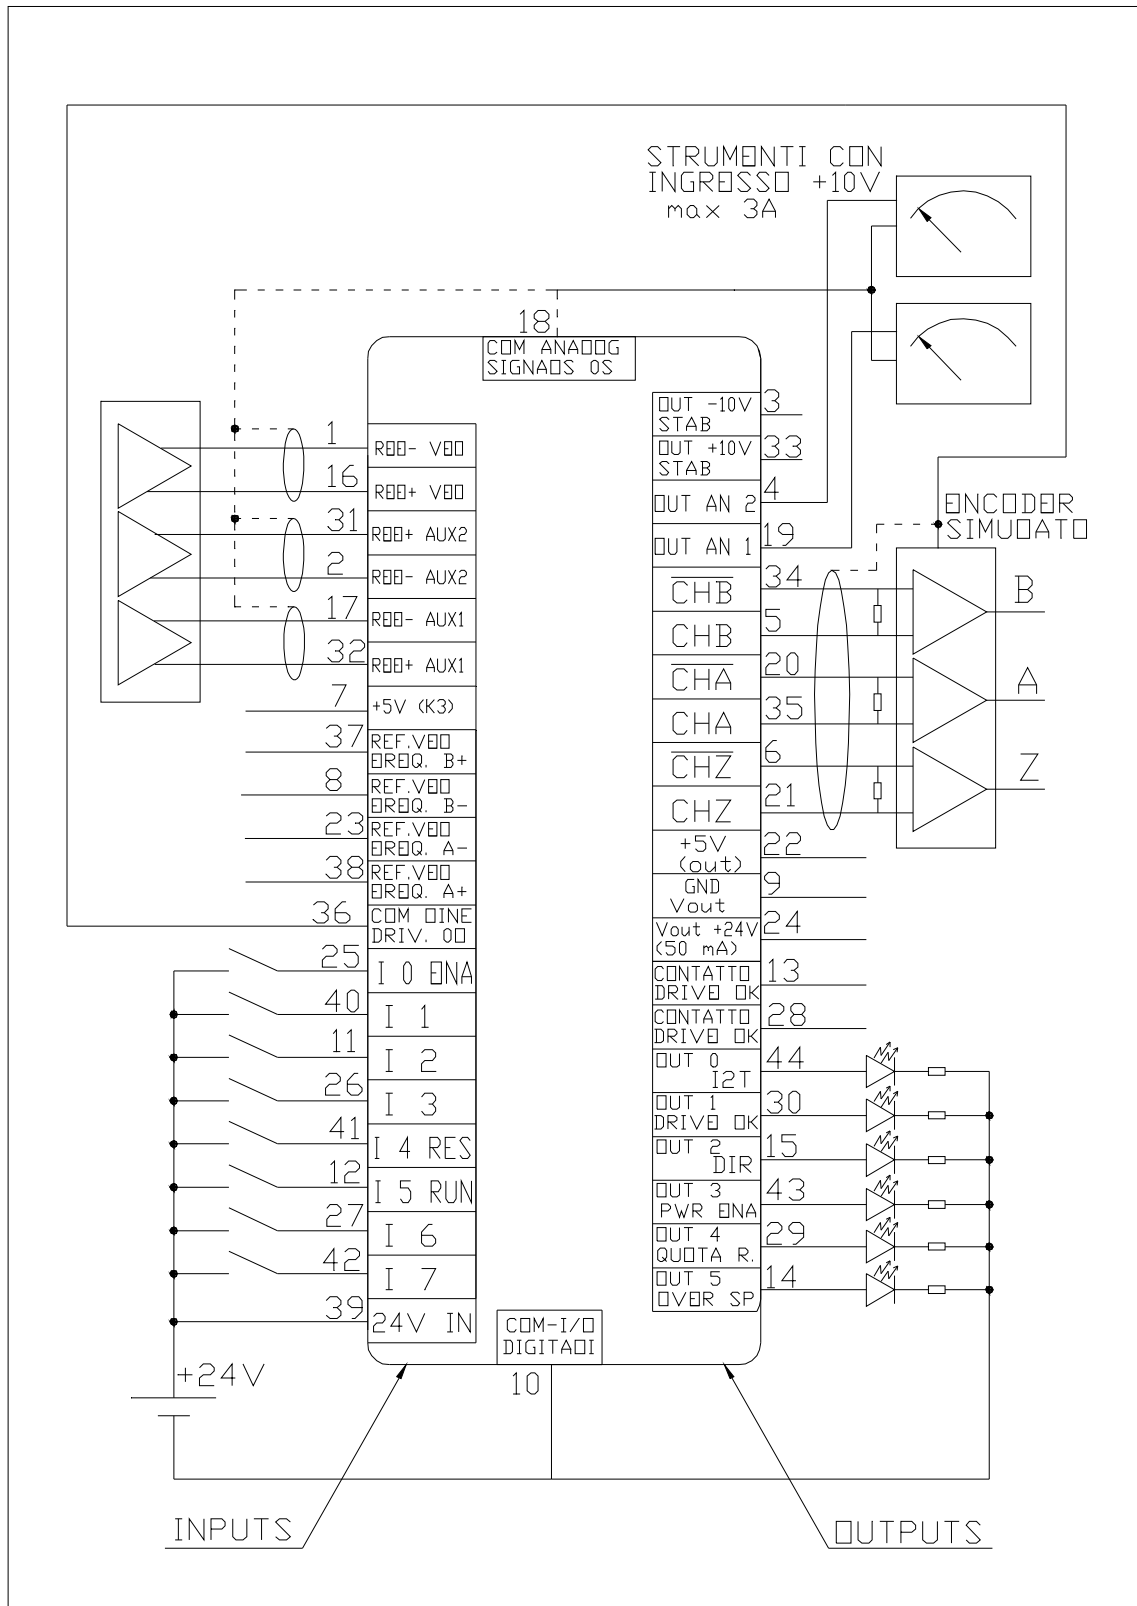 STRUMENTI CON
INGRESSO +10V
max 3A
18
COM ANALOG
SIGNALS 0S
1
REF- VEL
16
REF+ VEL
31
REF+ AUX2
2
REF- AUX2
17
REF- AUX1
32
REF+ AUX1
7
+5V (K3)
37
REF.VEL
FREQ. B+
8
REF.VEL
FREQ. B-
23
REF.VEL
FREQ. A-
38
REF.VEL
FREQ. A+
36
COM LINE
DRIV. 0L
25
I 0 ENA
40
I 1
11
I 2
26
I 3
41
I 4 RES
12
I 5 RUN
27
I 6
42
I 7
39
24V IN
OUT -10V
STAB
3
OUT +10V
STAB
33
OUT AN 2
4
OUT AN 1
19
ENCODER
SIMULATO
CHB
34
CHB
5
B
CHA
20
CHA
35
A
CHZ
6
CHZ
21
Z
+5V
(out)
22
GND
Vout
9
Vout +24V
(50 mA)
24
CONTATTO
DRIVE OK
13
CONTATTO
DRIVE OK
28
OUT 0
I2T
44
OUT 1
DRIVE OK
30
OUT 2
DIR
15
OUT 3
PWR ENA
43
OUT 4
QUOTA R.
29
OUT 5
OVER SP
14
COM-I/O
DIGITALI
10
+24V
INPUTS
OUTPUTS